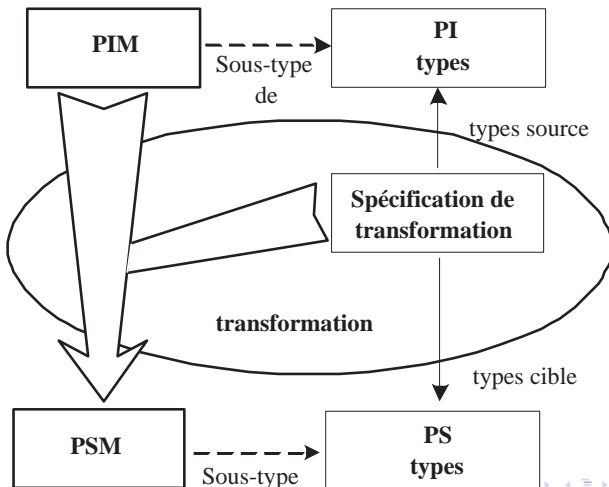 PIM
Sous-type
de
PI
types
types source
Spécification de
transformation
transformation
types cible
PSM
Sous-type
PS
types